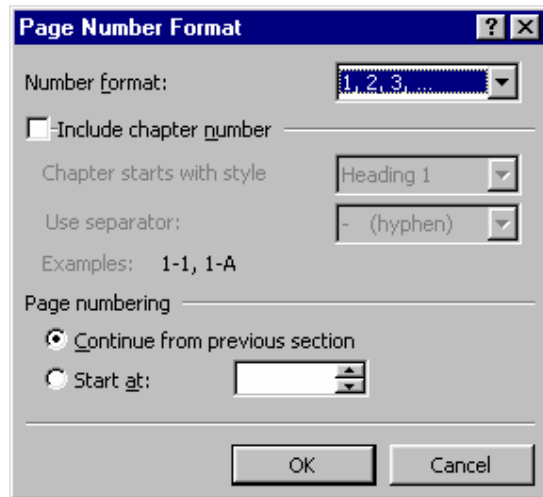 Page Number Format
Number format: 1, 2, 3, ...
Include chapter number
Chapter starts with style Heading 1
Use separator: - (hyphen)
Examples: 1-1, 1-A
Page numbering
Continue from previous section
Start at:
OK Cancel